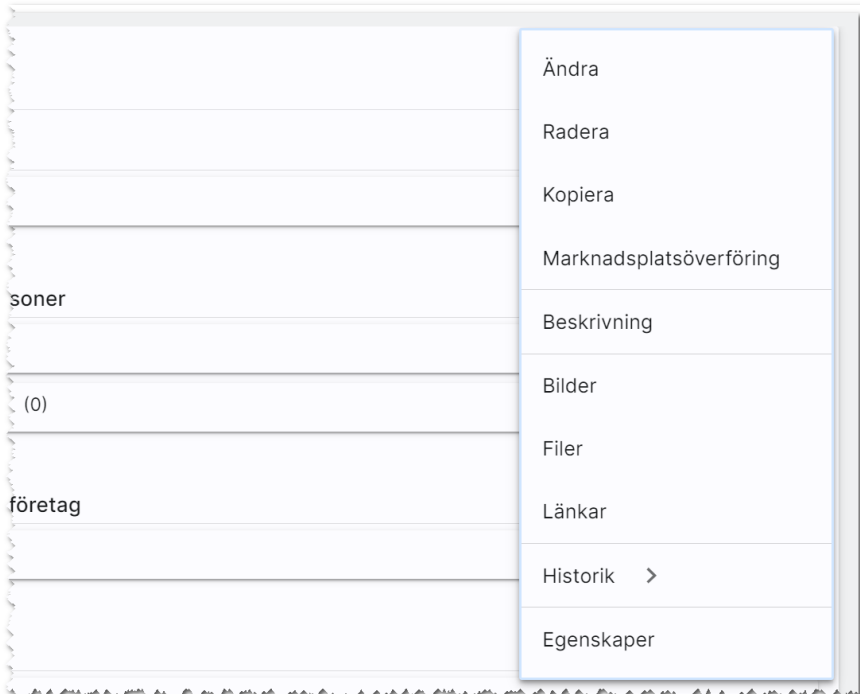 Ändra
Radera
Kopiera
Marknadsplatsöverföring
soner
Beskrivning
Bilder
(0)
Filer
företag
Länkar
Historik
Egenskaper